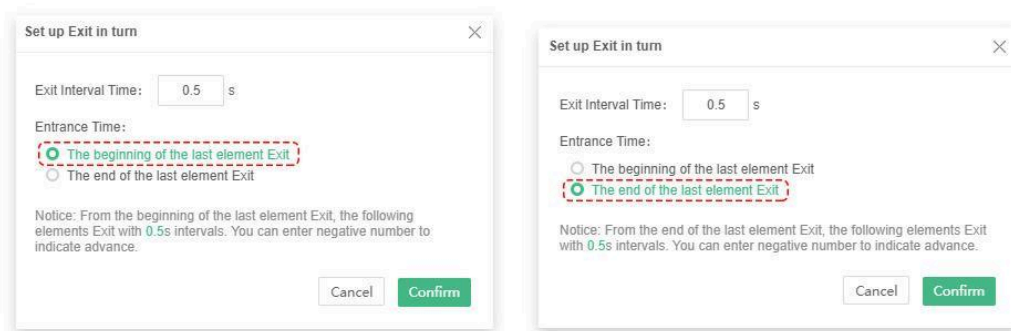 Set up Exit in turn
Exit Interval Time: 0.5 s
Entrance Time:
The beginning of the last element Exit
The end of the last element Exit
Notice: From the beginning of the last element Exit, the following
elements Exit with 0.5s intervals. You can enter negative number to
indicate advance.
Cancel Confirm
Set up Exit in turn
Exit Interval Time: 0.5 s
Entrance Time:
The beginning of the last element Exit
The end of the last element Exit
Notice: From the end of the last element Exit, the following elements Exit
with 0.5s intervals. You can enter negative number to indicate advance.
Cancel Confirm